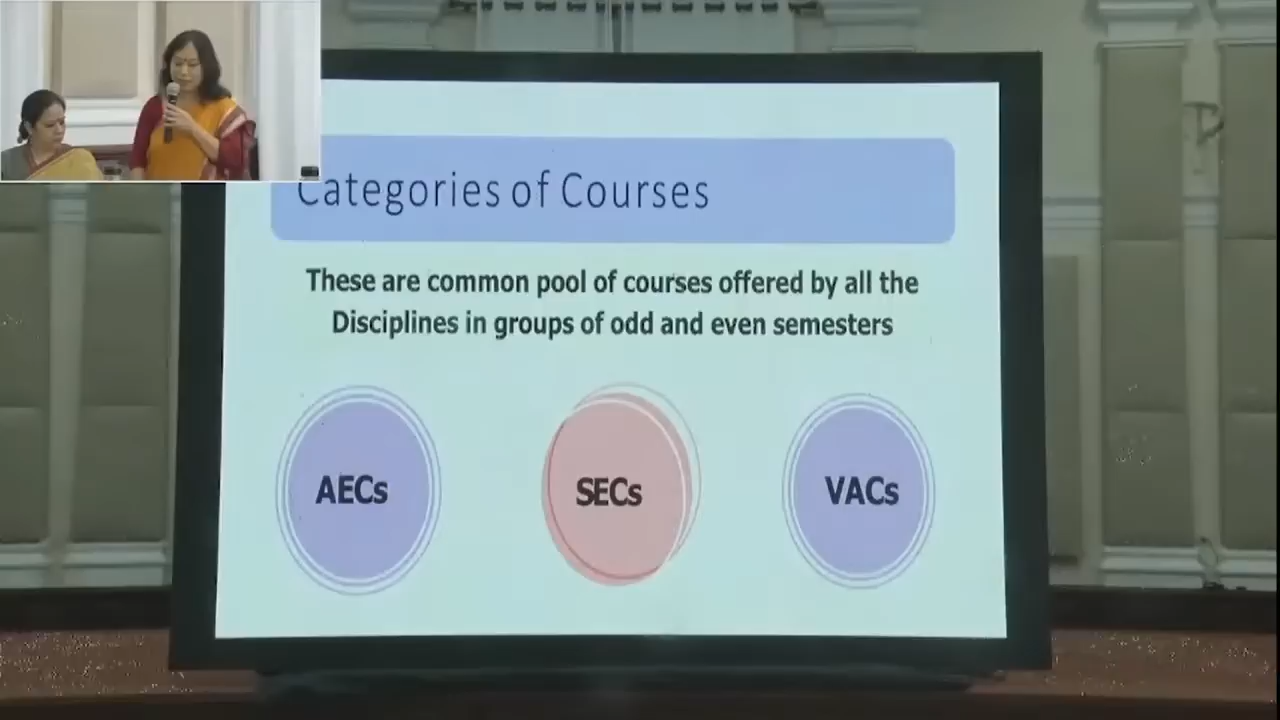 Categories of Courses
These are common pool of courses offered by all the
Disciplines in groups of odd and even semesters
AECs
SECs
VACs